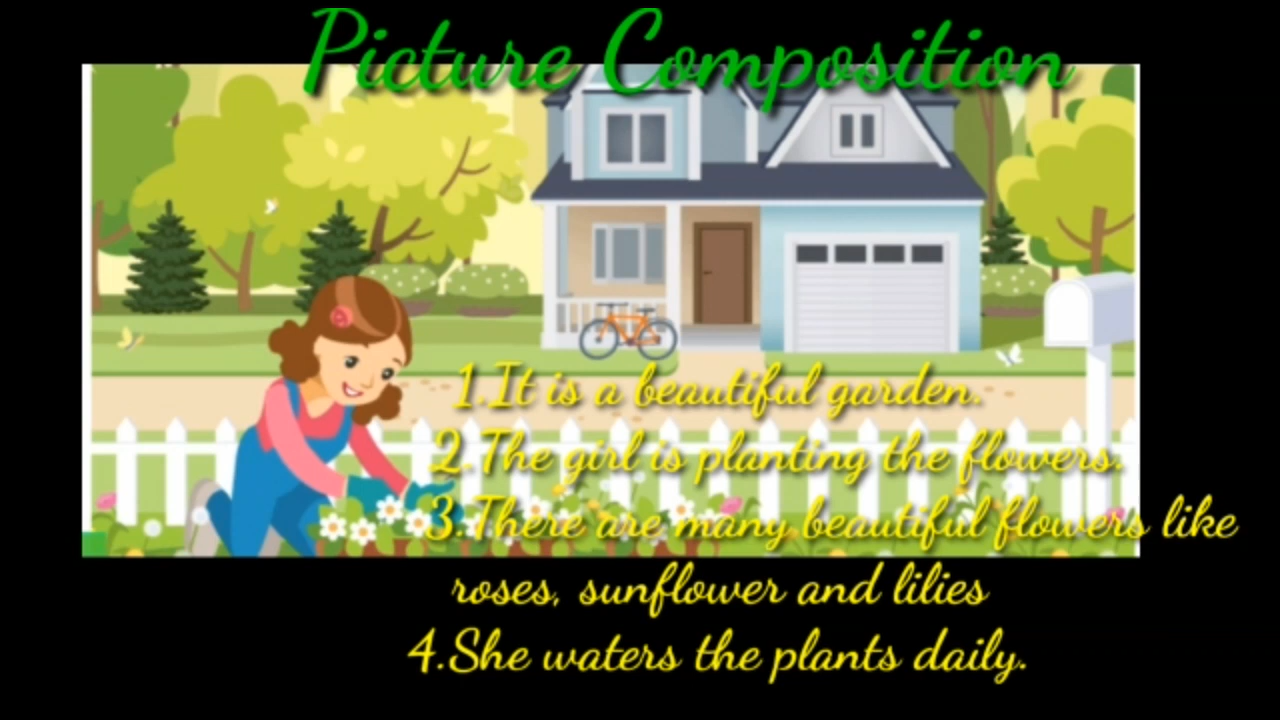 Picture Composition
1.It is a beautiful garden.
2.The girl is planting the flowers.
3.There are many beautiful flowers like
roses, sunflower and lilies
4.She waters the plants daily.